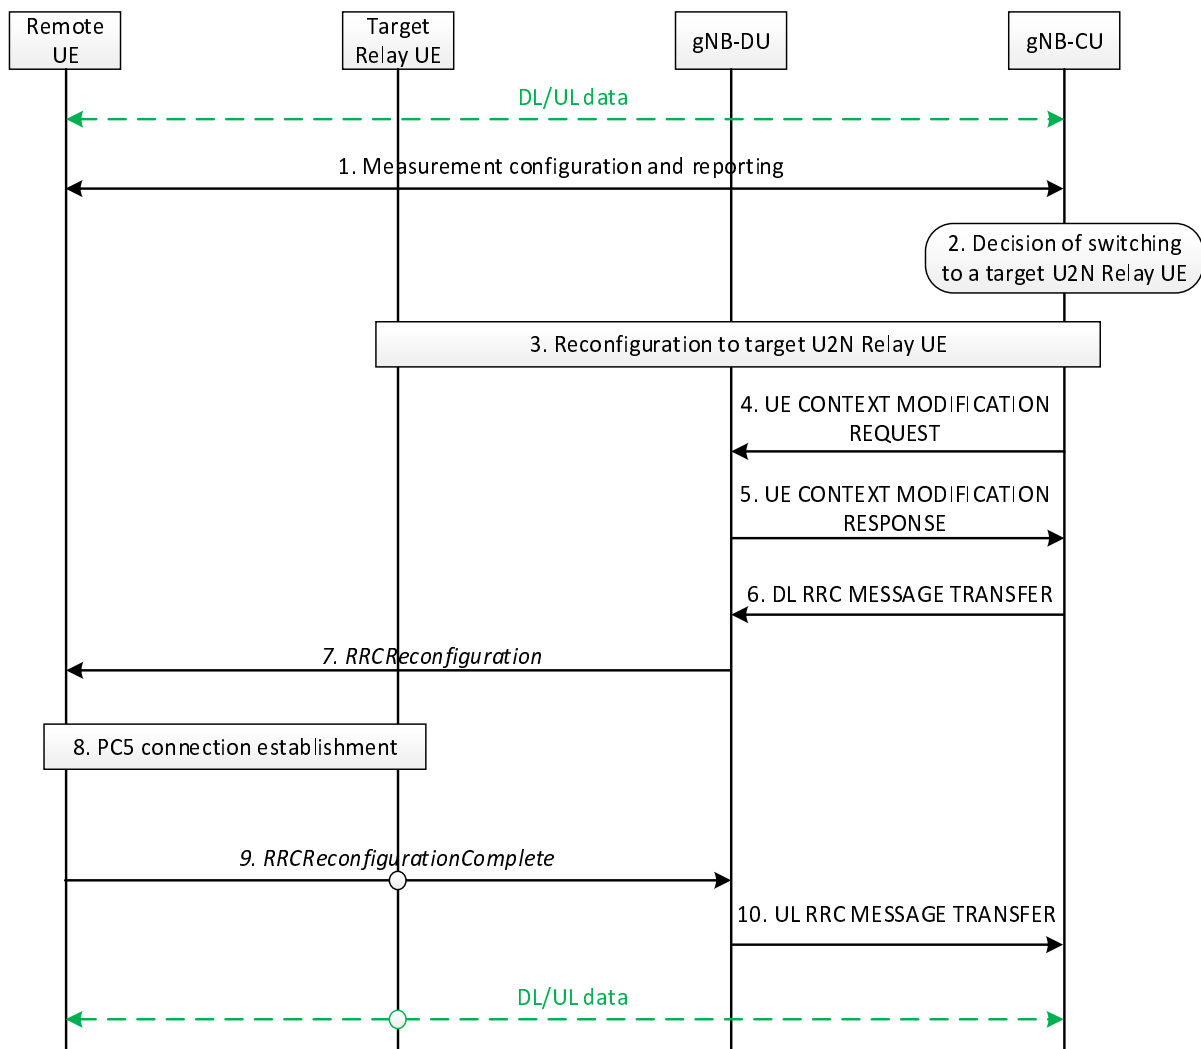 Remote
UE
Target
Relay UE
gNB-DU
gNB-CU
DL/UL data
1. Measurement configuration and reporting
2. Decision of switching
to a target U2N Relay UE
3. Reconfiguration to target U2N Relay UE
4. UE CONTEXT MODIFICATION
REQUEST
5. UE CONTEXT MODIFICATION
RESPONSE
6. DL RRC MESSAGE TRANSFER
7. RRCReconfiguration
8. PC5 connection establishment
9. RRCReconfigurationComplete
10. UL RRC MESSAGE TRANSFER
DL/UL data